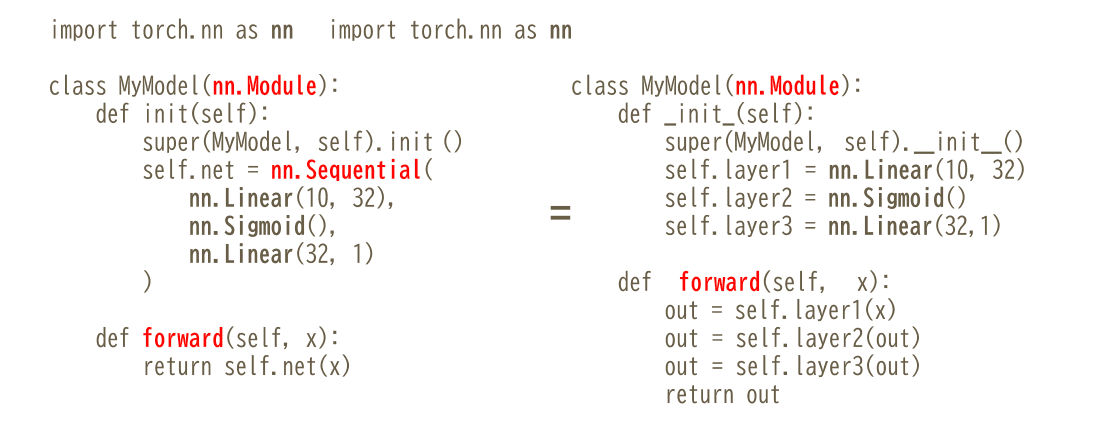 import torch.nn as nn   import torch.nn as nn
class MyModel(nn.Module):
    def init(self):
        super(MyModel, self).init ()
        self.net = nn.Sequential(
            nn.Linear(10, 32),
            nn.Sigmoid(),
            nn.Linear(32, 1)
        )
    def forward(self, x):
        return self.net(x)
=
class MyModel(nn.Module):
    def _init_(self):
        super(MyModel, self).__init__()
        self.layer1 = nn.Linear(10, 32)
        self.layer2 = nn.Sigmoid()
        self.layer3 = nn.Linear(32,1)
    def  forward(self,  x):
        out = self.layer1(x)
        out = self.layer2(out)
        out = self.layer3(out)
        return out